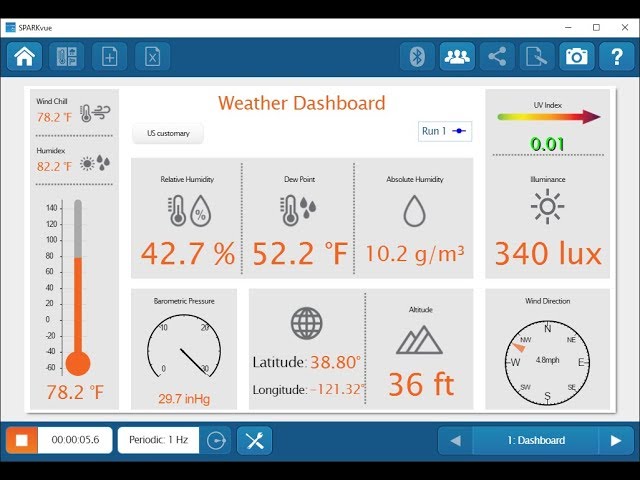 SPARKvue
Wind Chill
78.2 °F
Humidex
82.2 °F
140
120
100
80
60
40
20
0
-20
-40
-60
78.2 °F
Weather Dashboard
US customary
Run 1
Relative Humidity
42.7 %
Dew Point
52.2 °F
Absolute Humidity
10.2 g/m³
UV Index
0.01
Illuminance
340 lux
Barometric Pressure
10
20
0
30
29.7 inHg
Latitude: 38.80°
Longitude: -121.32°
Altitude
36 ft
Wind Direction
N
NW
NE
4.8mph
W
E
SW
SE
S
00:00:05.6
Periodic: 1 Hz
1: Dashboard